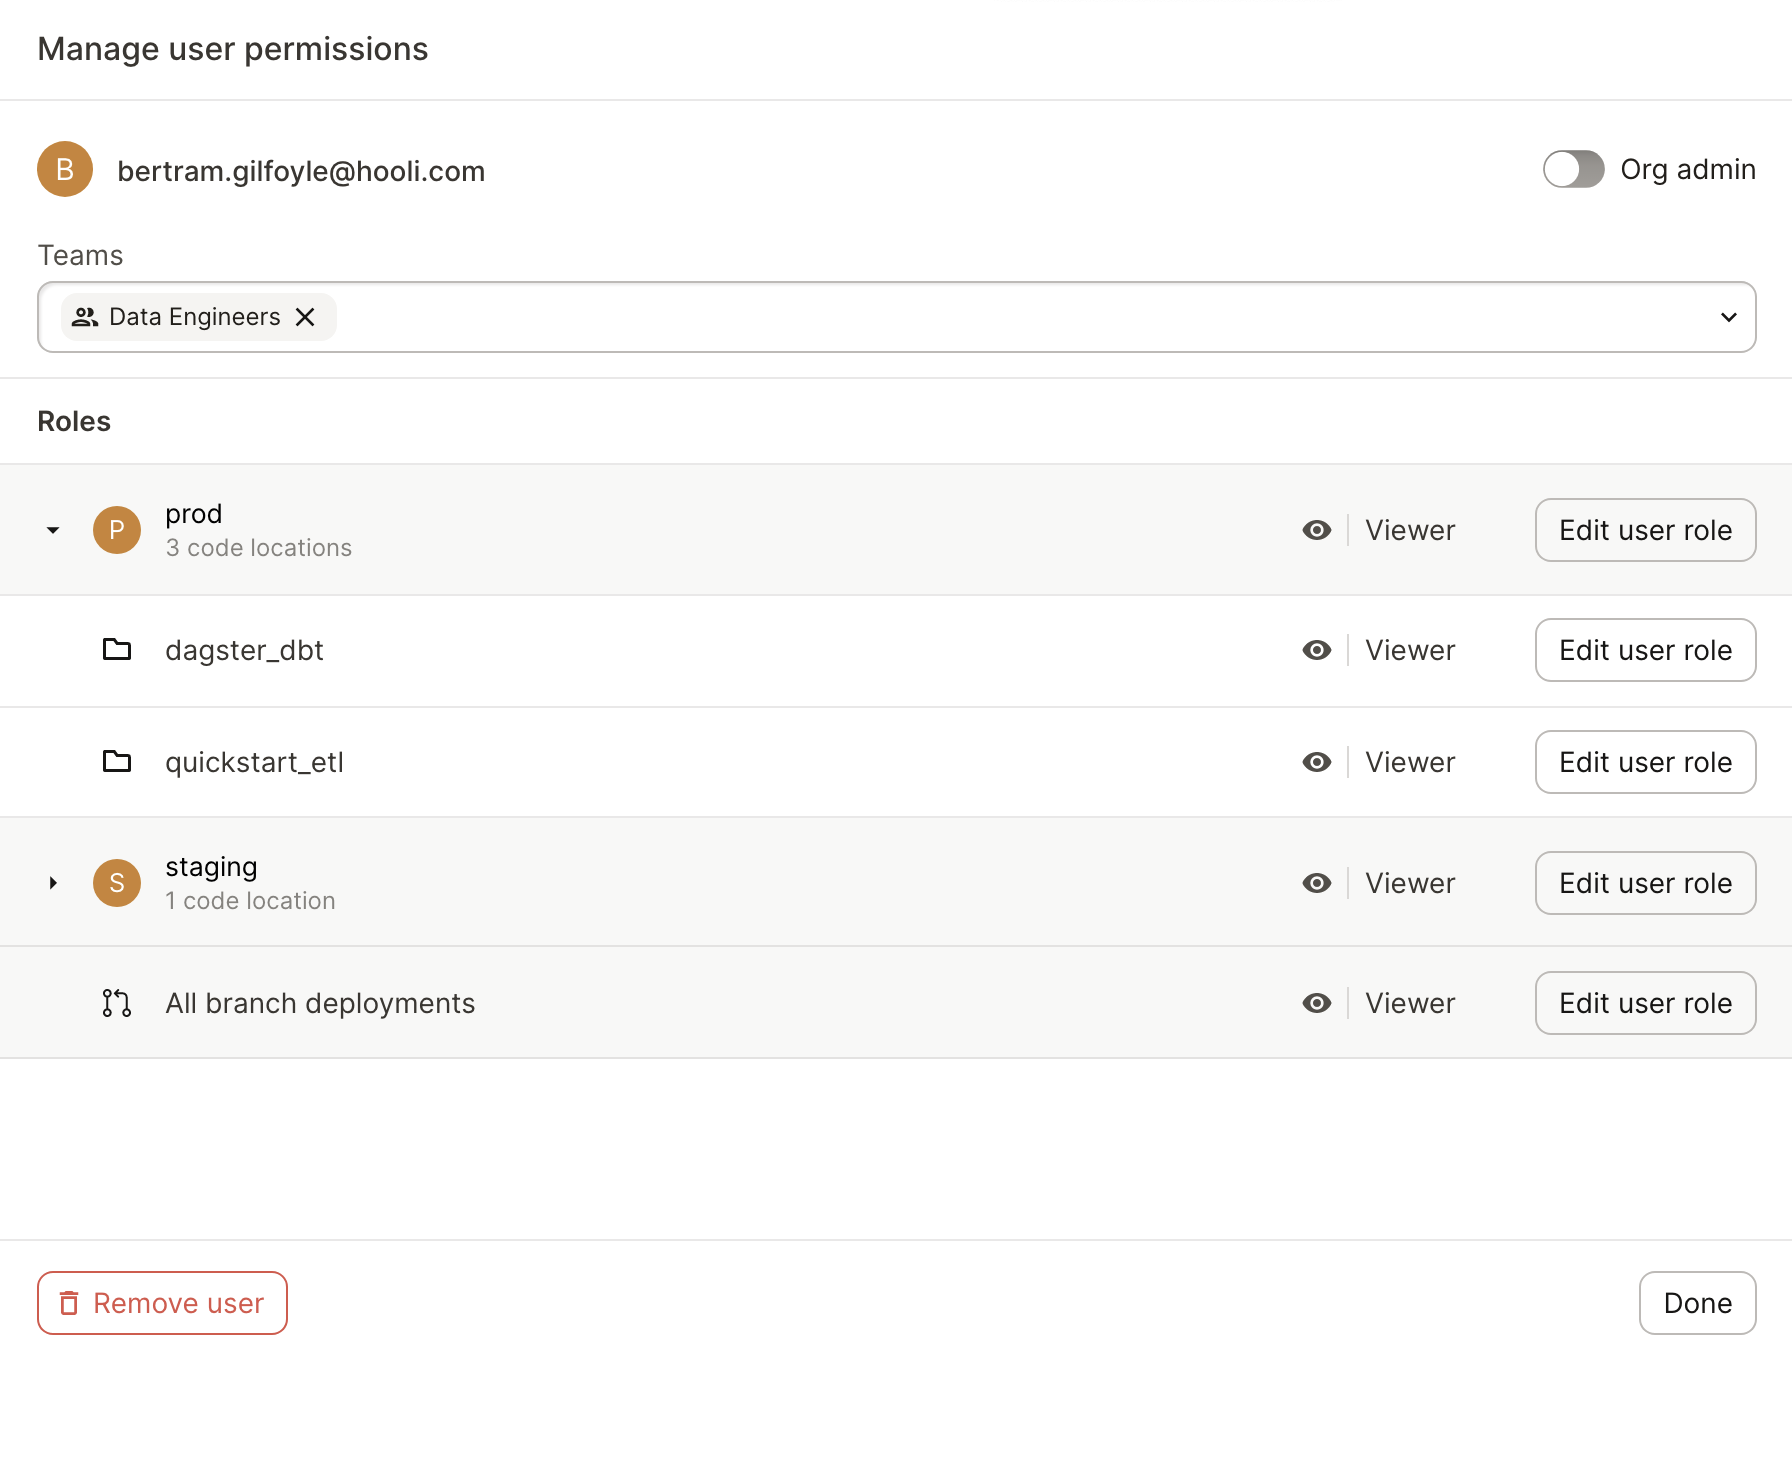 Manage user permissions
B bertram.gilfoyle@hooli.com Org admin
Teams
Data Engineers
Roles
P prod Viewer Edit user role
3 code locations
dagster_dbt Viewer Edit user role
quickstart_etl Viewer Edit user role
S staging Viewer Edit user role
1 code location
All branch deployments Viewer Edit user role
Remove user Done